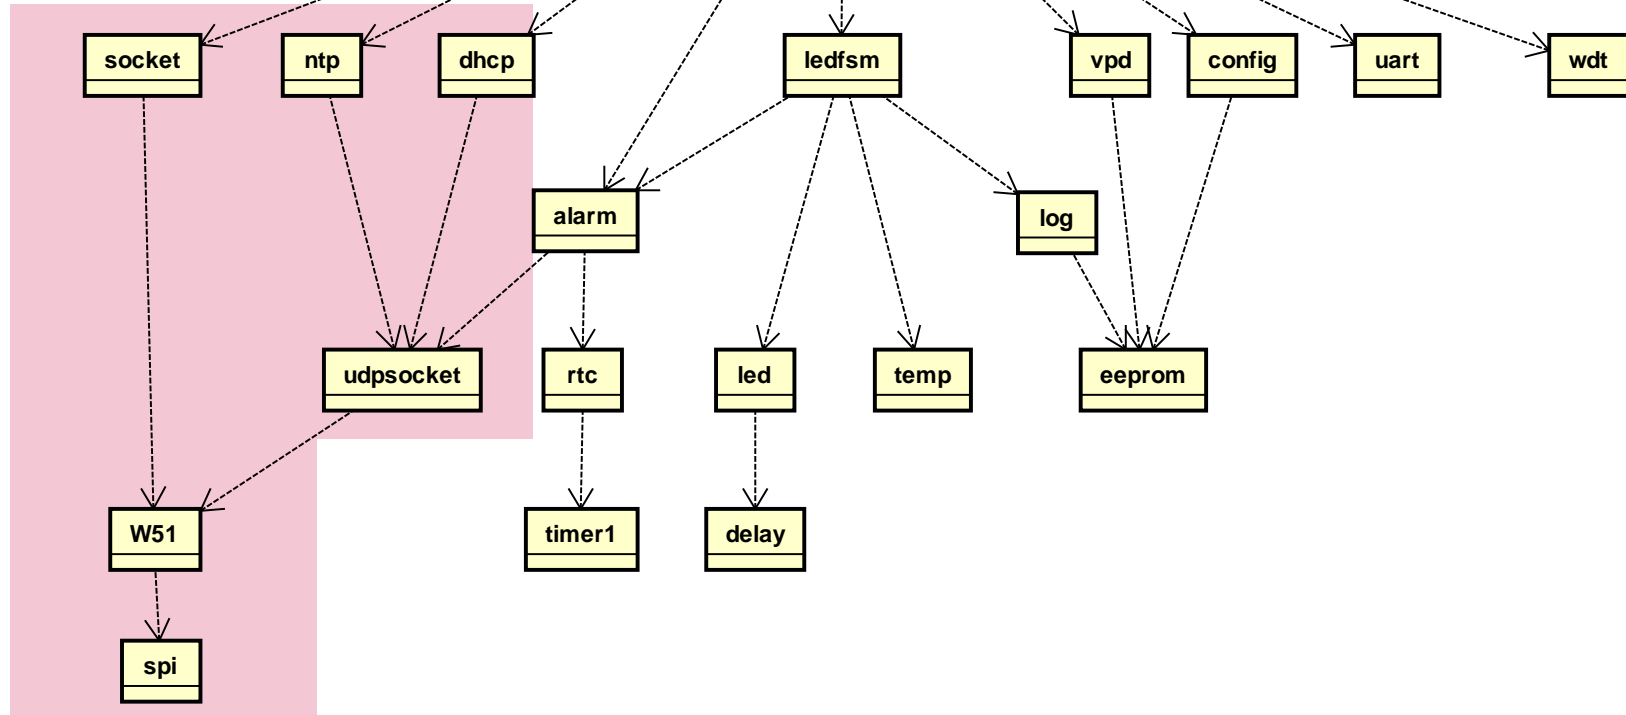 socket
ntp
dhcp
ledfsm
vpd
config
uart
wdt
alarm
log
udpsocket
rtc
led
temp
eeprom
W51
timer1
delay
spi